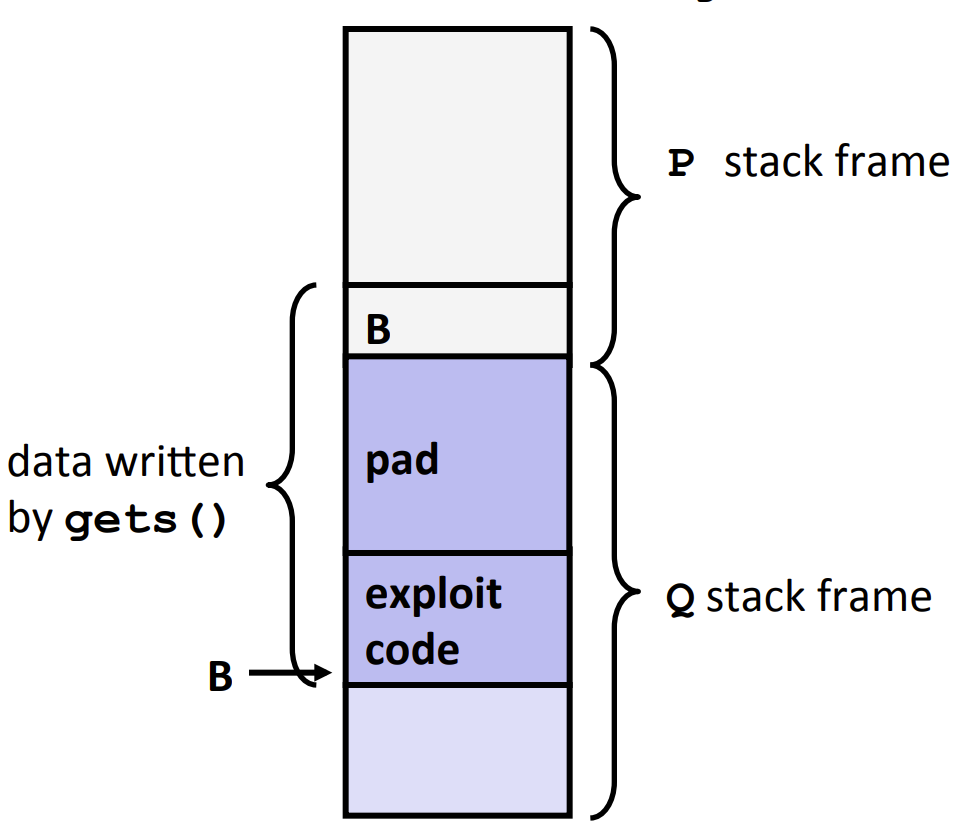 P stack frame
B
pad
data written
by gets()
exploit
code
Q stack frame
B